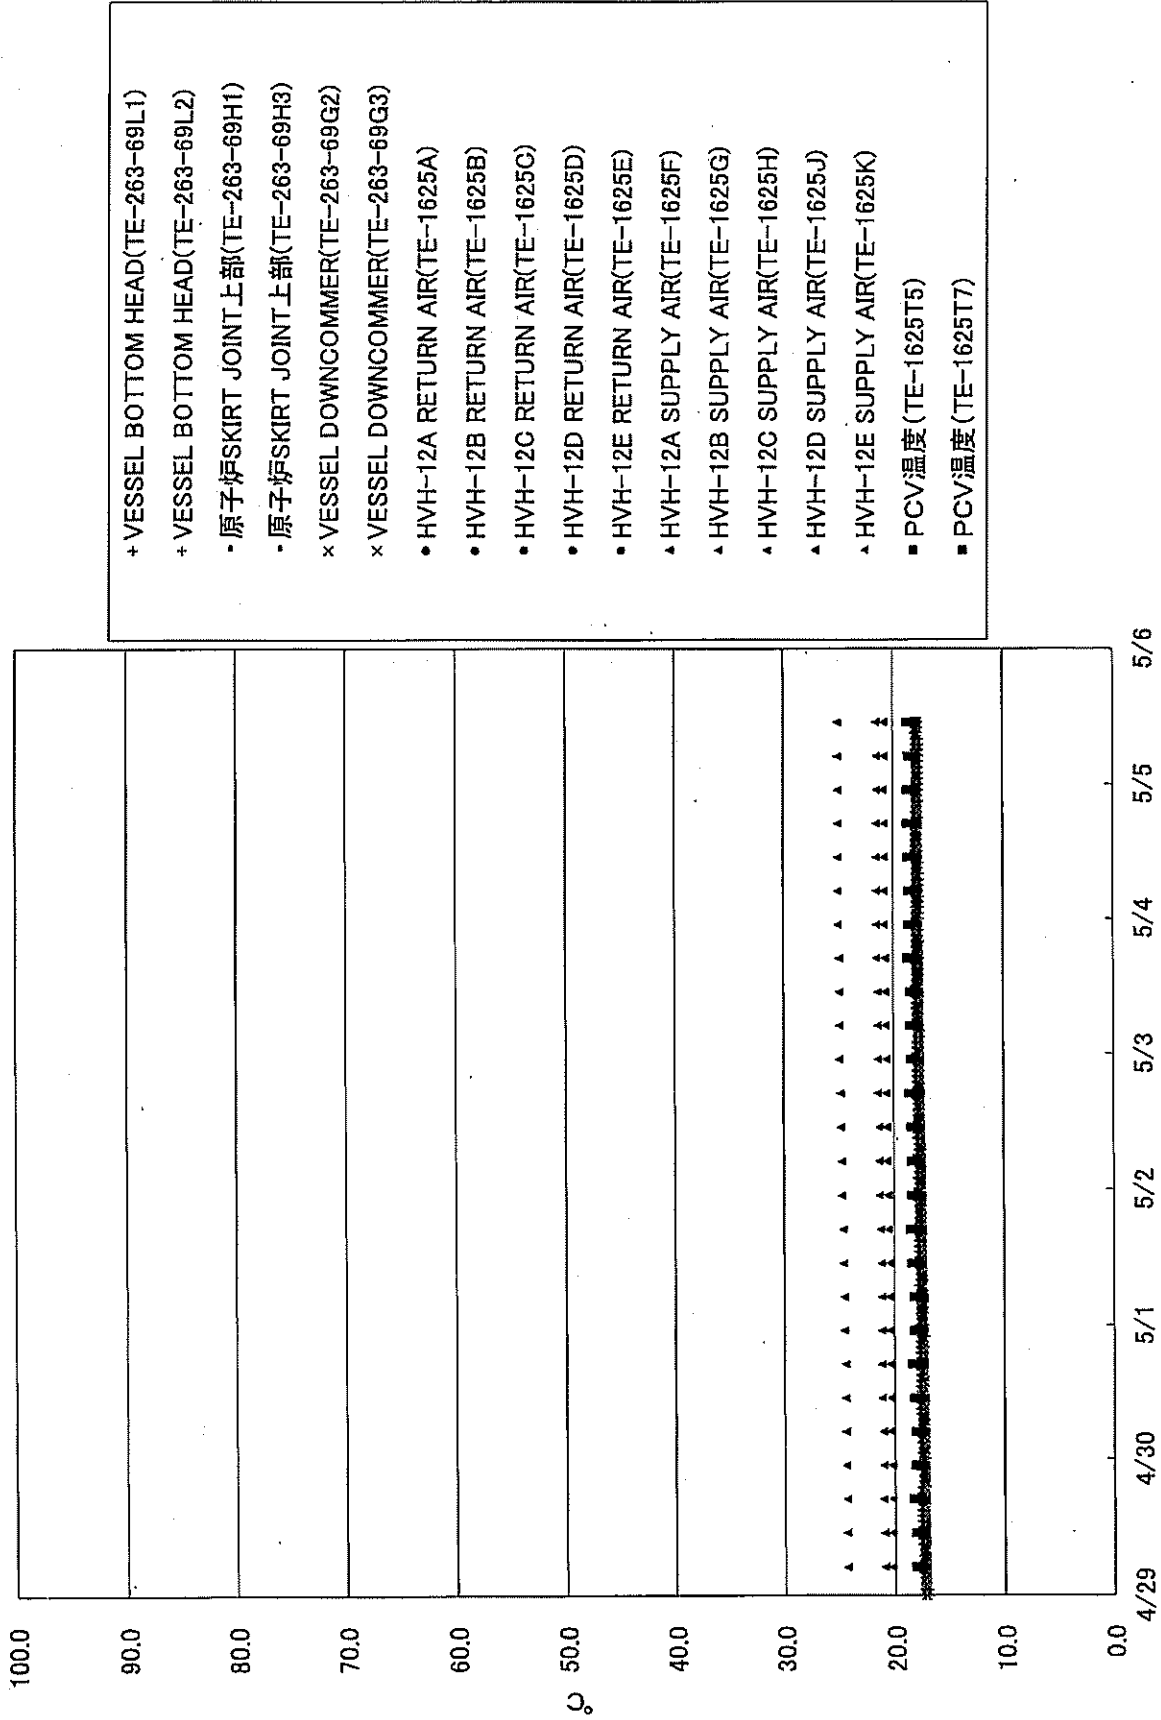 100.0
90.0
80.0
70.0
60.0
50.0
40.0
30.0
20.0
10.0
0.0
℃
4/29
4/30
5/1
5/2
5/3
5/4
5/5
5/6
+ VESSEL BOTTOM HEAD(TE-263-69L1)
+ VESSEL BOTTOM HEAD(TE-263-69L2)
- 原子炉SKIRT JOINT上部(TE-263-69H1)
- 原子炉SKIRT JOINT上部(TE-263-69H3)
× VESSEL DOWNCOMMER(TE-263-69G2)
× VESSEL DOWNCOMMER(TE-263-69G3)
● HVH-12A RETURN AIR(TE-1625A)
● HVH-12B RETURN AIR(TE-1625B)
● HVH-12C RETURN AIR(TE-1625C)
● HVH-12D RETURN AIR(TE-1625D)
● HVH-12E RETURN AIR(TE-1625E)
▲ HVH-12A SUPPLY AIR(TE-1625F)
▲ HVH-12B SUPPLY AIR(TE-1625G)
▲ HVH-12C SUPPLY AIR(TE-1625H)
▲ HVH-12D SUPPLY AIR(TE-1625J)
▲ HVH-12E SUPPLY AIR(TE-1625K)
■ PCV温度(TE-1625T5)
■ PCV温度(TE-1625T7)